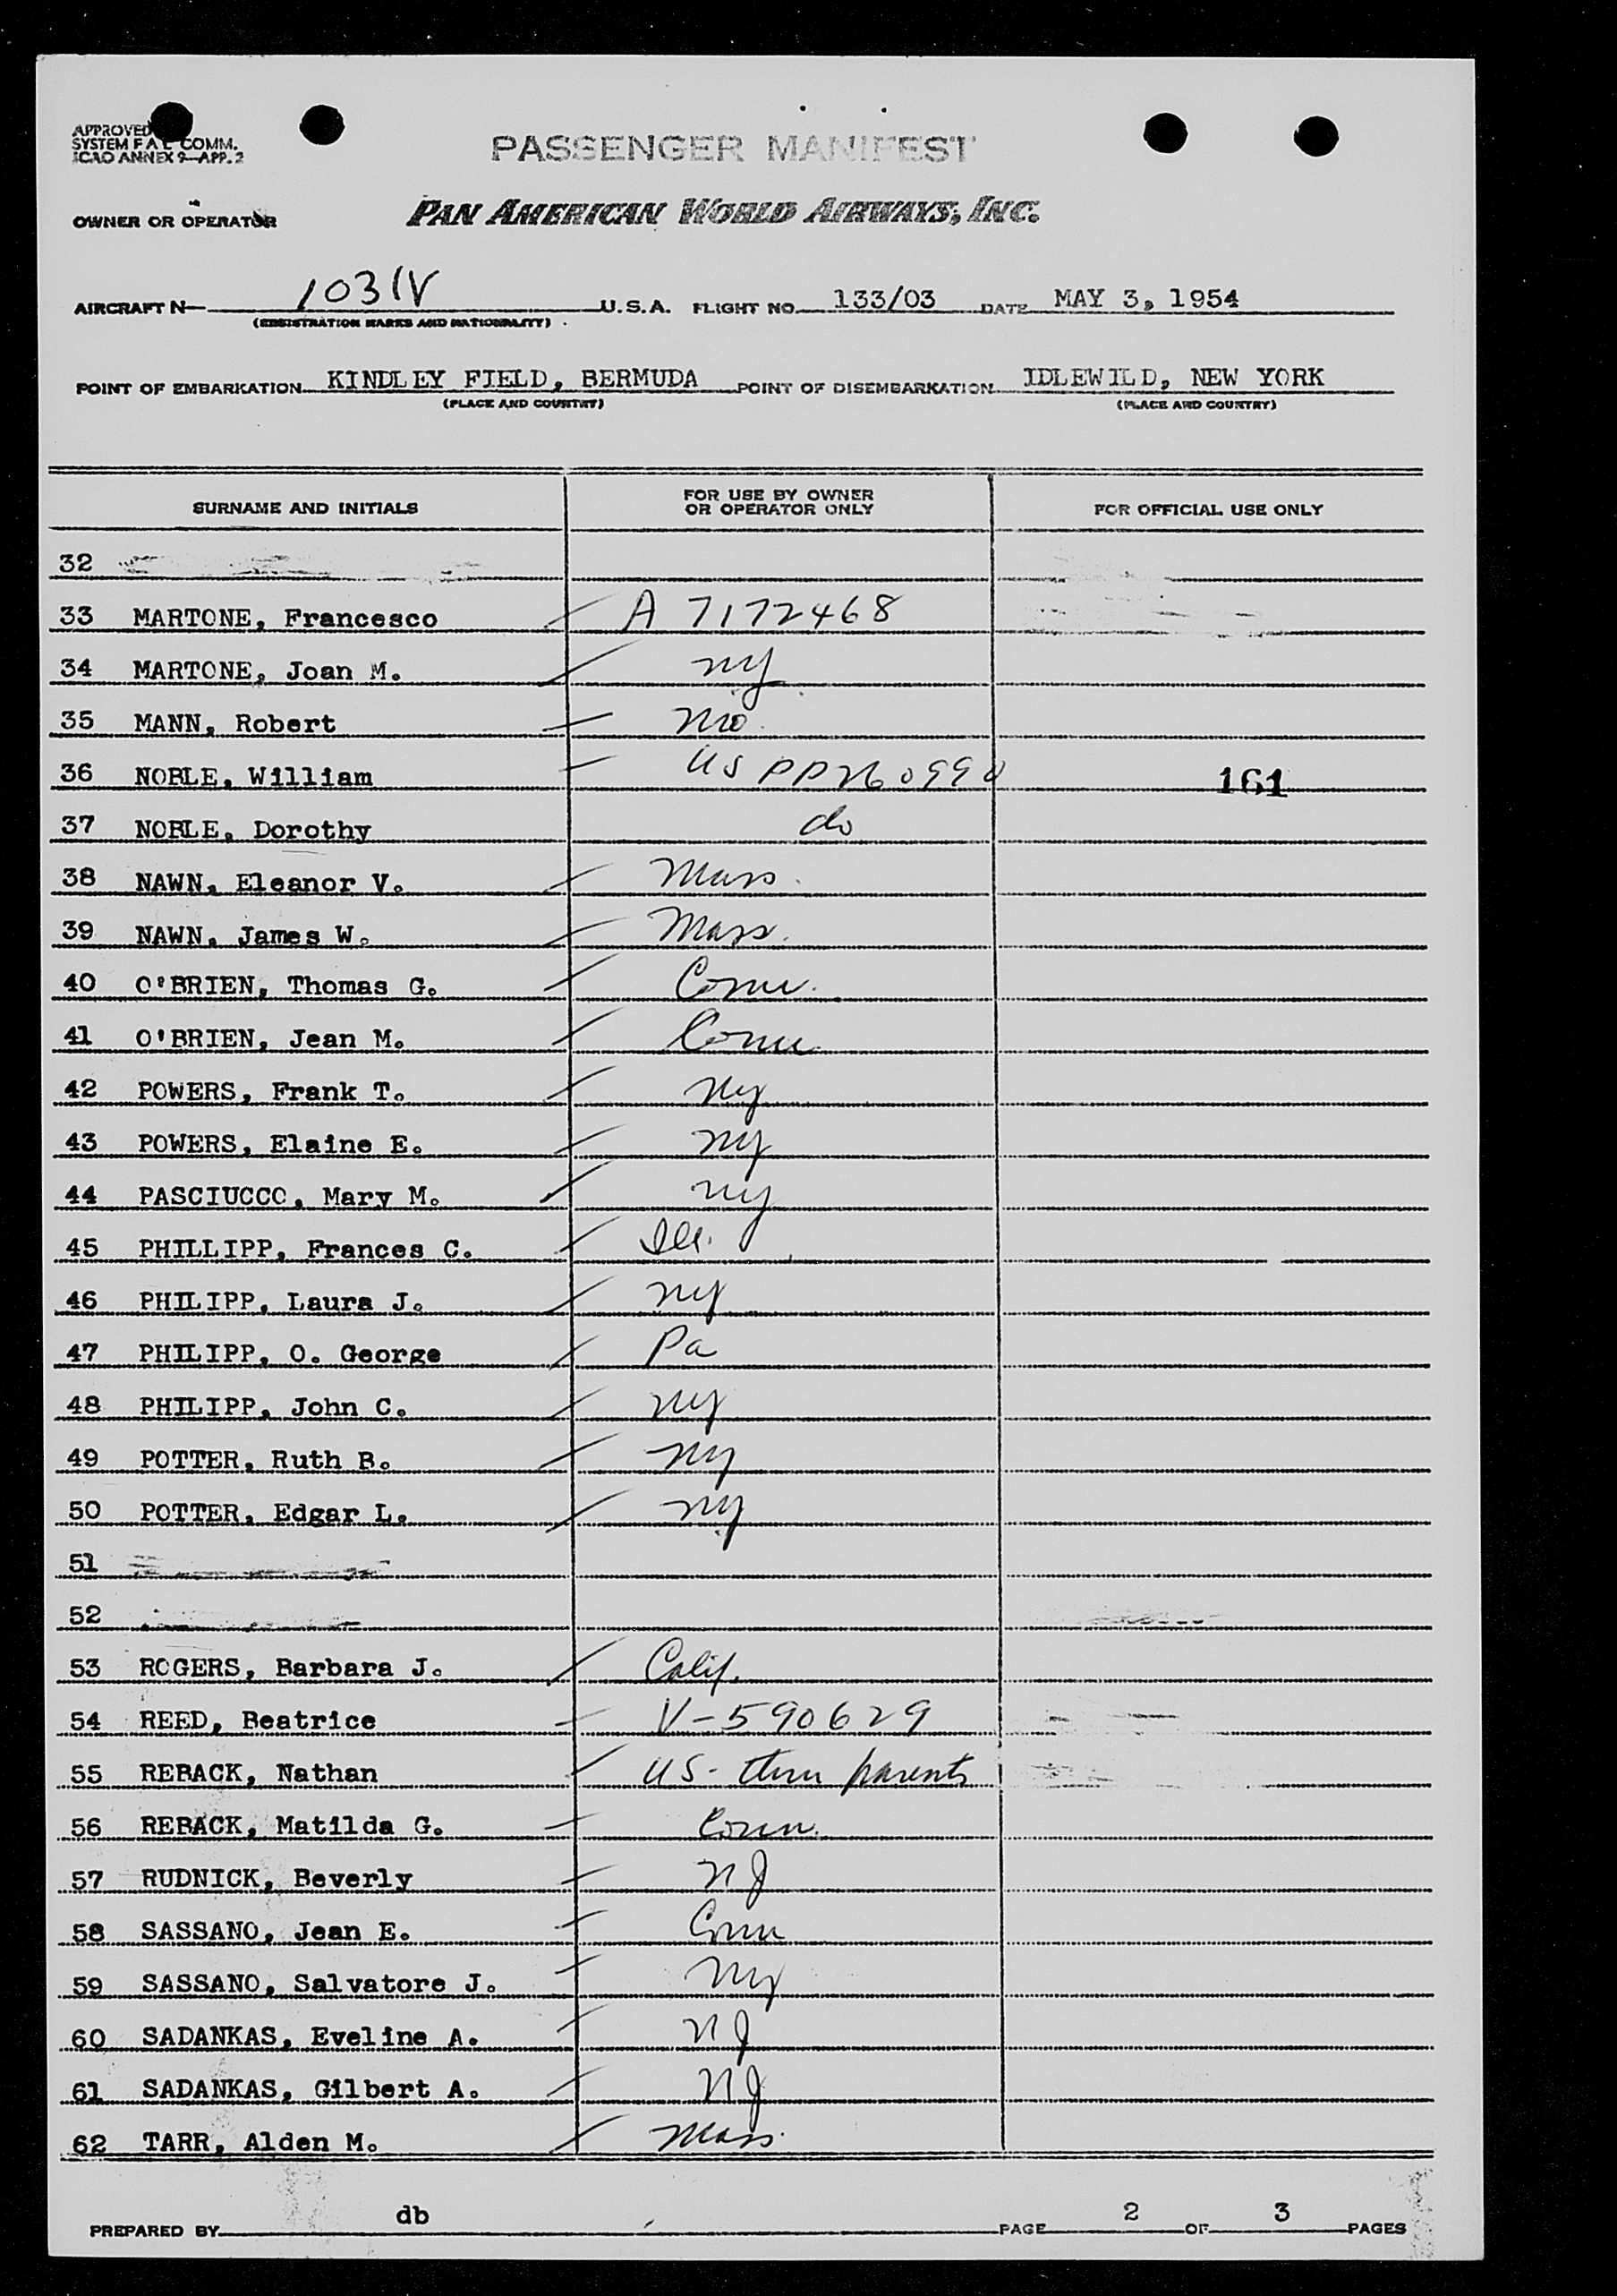 APPROVED
SYSTEM F A L COMM.
ICAO ANNEX 9—APP. 2
PASSENGER MANIFEST
OWNER OR OPERATOR PAN AMERICAN WORLD AIRWAYS, INC.
AIRCRAFT N— 1031V U.S.A. FLIGHT NO. 133/03 DATE MAY 3, 1954
(REGISTRATION MARKS AND NATIONALITY)
POINT OF EMBARKATION KINDLEY FIELD, BERMUDA POINT OF DISEMBARKATION IDLEWILD, NEW YORK
(PLACE AND COUNTRY) (PLACE AND COUNTRY)
SURNAME AND INITIALS FOR USE BY OWNER OR OPERATOR ONLY FOR OFFICIAL USE ONLY
32
33 MARTONE, Francesco A 7172468
34 MARTONE, Joan M. NY
35 MANN, Robert Mo.
36 NOBLE, William US PP 161
37 NOBLE, Dorothy do
38 NAWN, Eleanor V. Mass.
39 NAWN, James W. Mass.
40 O'BRIEN, Thomas G. Conn.
41 O'BRIEN, Jean M. Conn
42 POWERS, Frank T. NY
43 POWERS, Elaine E. NY
44 PASCIUCCO, Mary M. NY
45 PHILLIPP, Frances C. Ill.
46 PHILIPP, Laura J. NY
47 PHILIPP, O. George Pa
48 PHILIPP, John C. NY
49 POTTER, Ruth B. NY
50 POTTER, Edgar L. NY
51
52
53 ROGERS, Barbara J. Calif.
54 REED, Beatrice V-590629
55 REBACK, Nathan US- thru parents
56 REBACK, Matilda G. Conn.
57 RUDNICK, Beverly NJ
58 SASSANO, Jean E. Conn
59 SASSANO, Salvatore J. NY
60 SADANKAS, Eveline A. NJ
61 SADANKAS, Gilbert A. NJ
62 TARR, Alden M. Mass.
PREPARED BY db PAGE 2 OF 3 PAGES